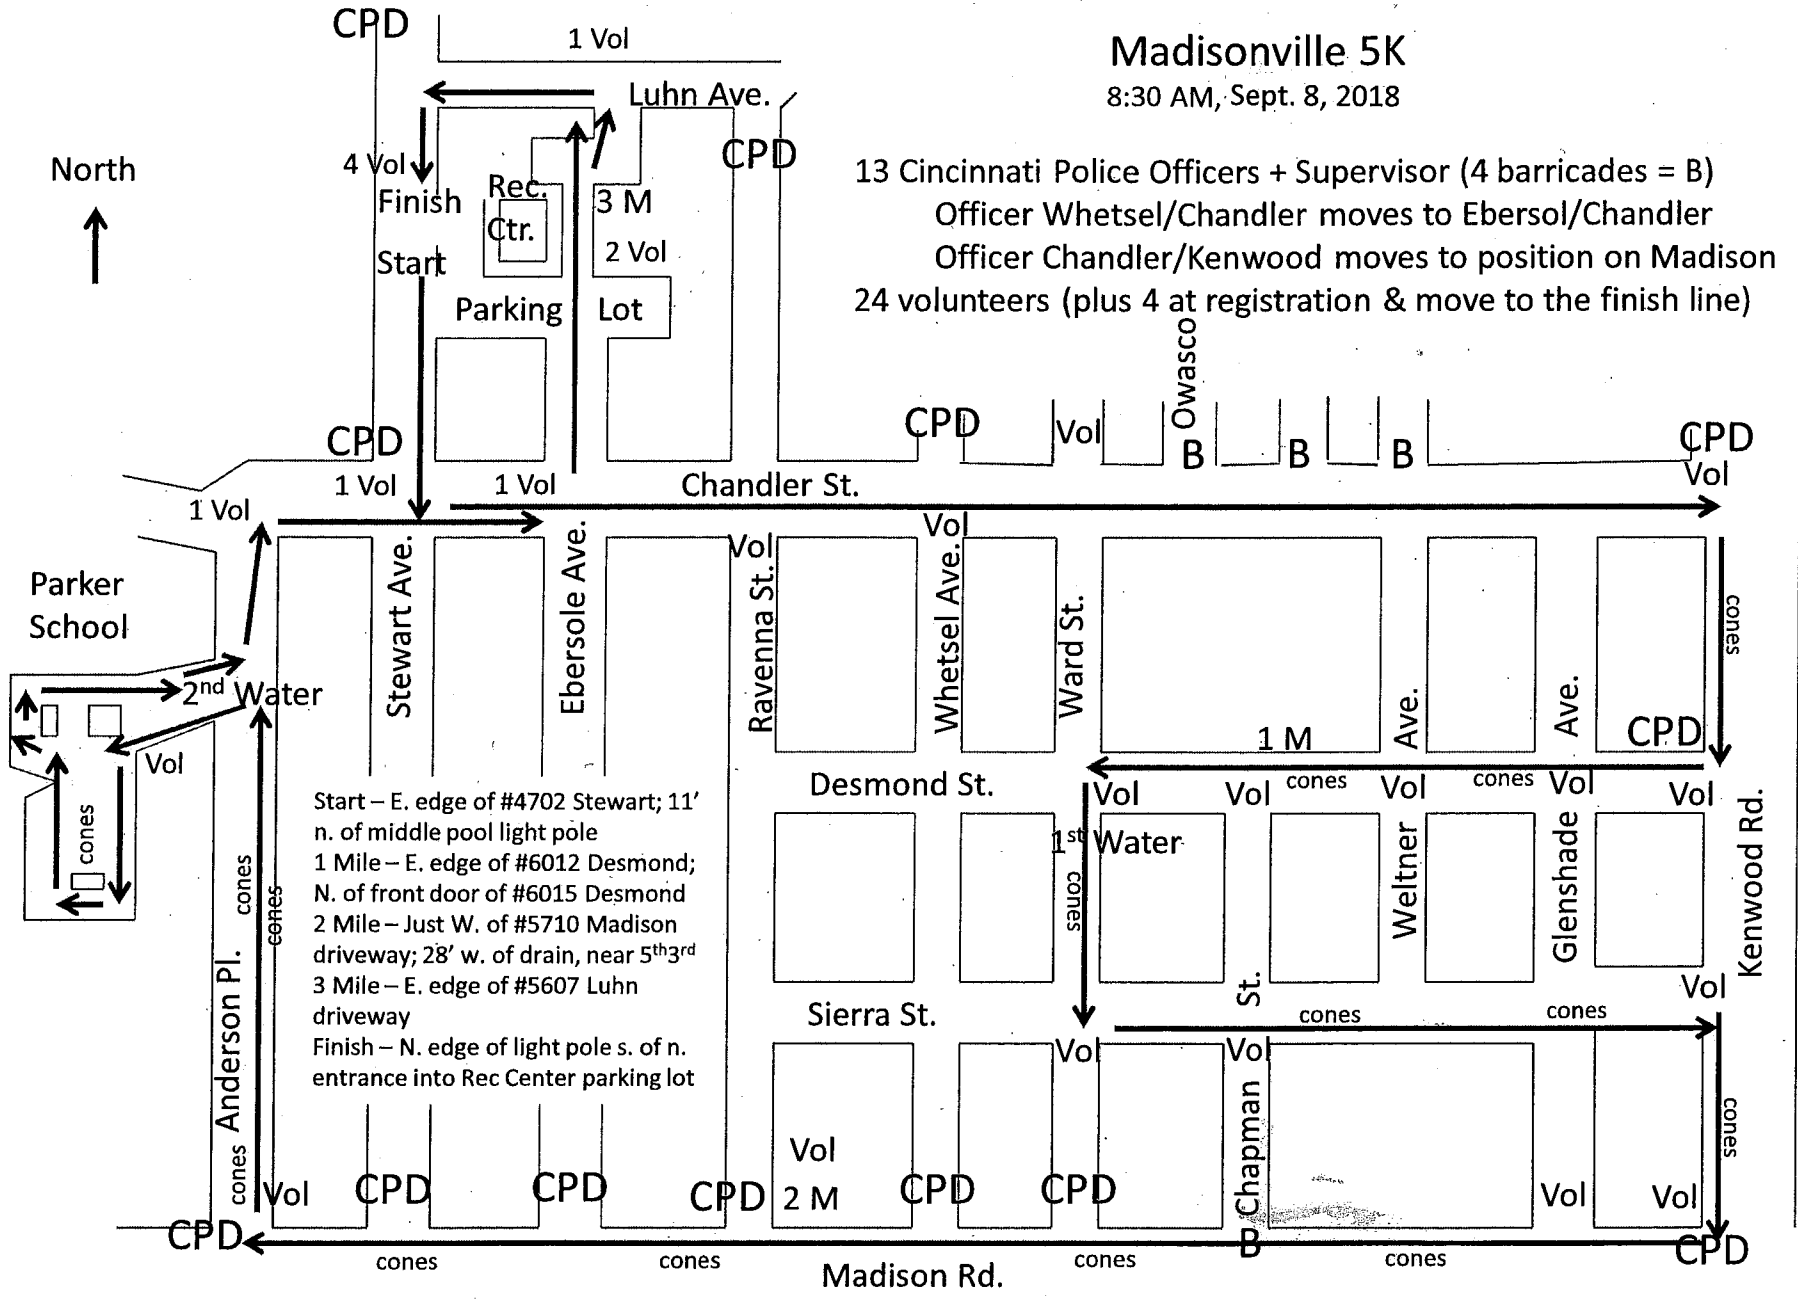 CPD
1 Vol
Madisonville 5K
8:30 AM, Sept. 8, 2018
Luhn Ave.
CPD
North
4 Vol
Finish
Rec.
Ctr.
3 M
2 Vol
Start
Parking Lot
13 Cincinnati Police Officers + Supervisor (4 barricades = B)
Officer Whetsel/Chandler moves to Ebersol/Chandler
Officer Chandler/Kenwood moves to position on Madison
24 volunteers (plus 4 at registration & move to the finish line)
Owasco
CPD
CPD
Vol
B
B
B
CPD
Vol
1 Vol
1 Vol
1 Vol
Chandler St.
Vol
Vol
Parker
School
Stewart Ave.
Ebersole Ave.
Ravenna St.
Whetsel Ave.
Ward St.
cones
2nd Water
Vol
cones
1 M
Ave.
Ave.
CPD
Desmond St.
cones
cones
Vol
Vol
Vol
Vol
Vol
1st Water
cones
Weltner
Glenshade
Kenwood Rd.
Start – E. edge of #4702 Stewart; 11'
n. of middle pool light pole
1 Mile – E. edge of #6012 Desmond;
N. of front door of #6015 Desmond
2 Mile – Just W. of #5710 Madison
driveway; 28' w. of drain, near 5th3rd
3 Mile – E. edge of #5607 Luhn
driveway
Finish – N. edge of light pole s. of n.
entrance into Rec Center parking lot
cones
cones
Anderson Pl.
cones
Sierra St.
St.
Vol
cones
cones
Vol
Vol
Chapman
cones
Vol
2 M
Vol
CPD
CPD
CPD
CPD
CPD
Vol
Vol
CPD
B
CPD
cones
cones
cones
cones
Madison Rd.